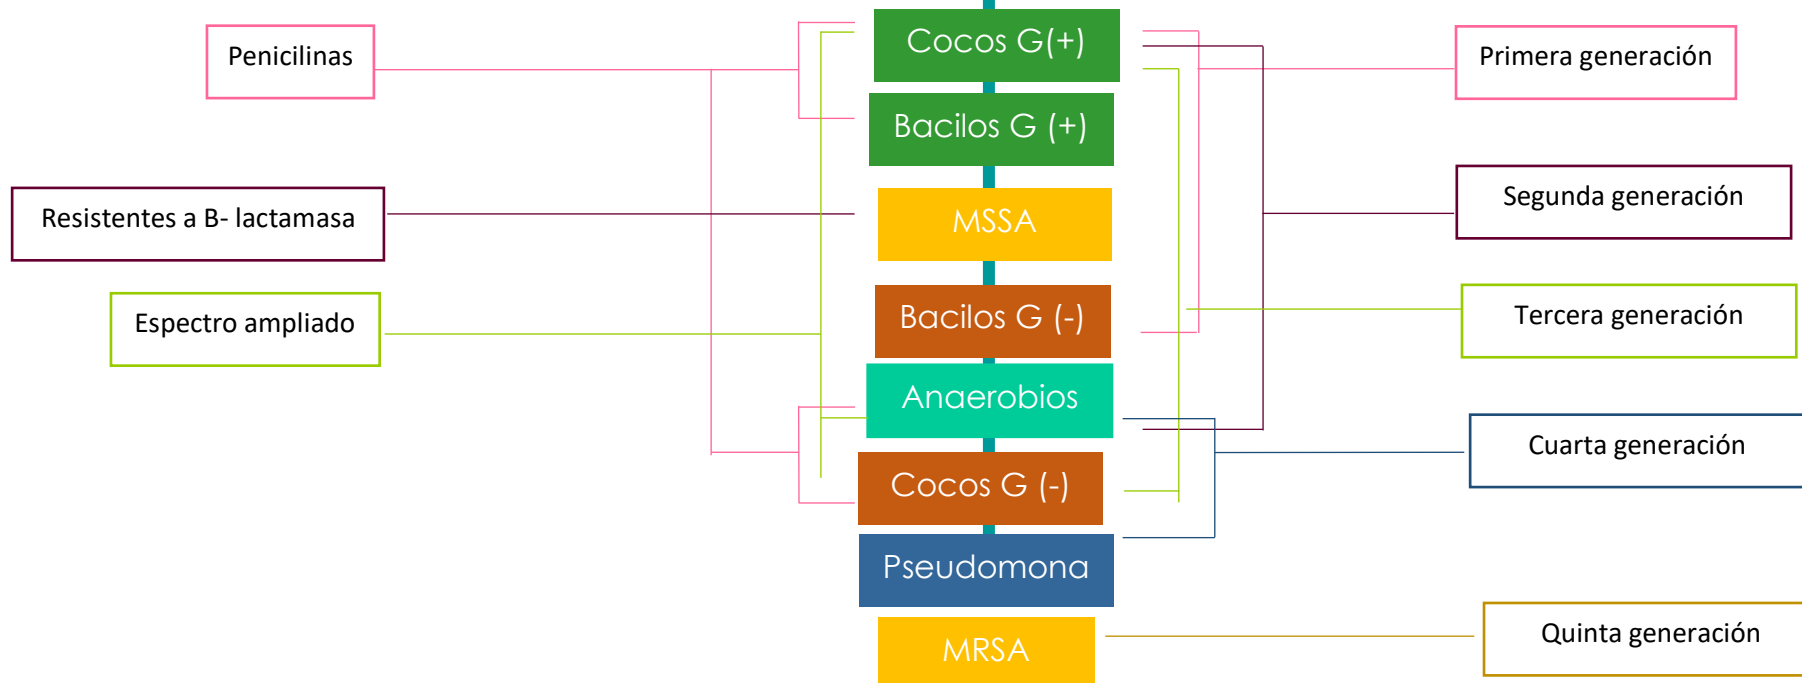 Penicilinas
Resistentes a B- lactamasa
Espectro ampliado
Cocos G(+)
Bacilos G (+)
MSSA
Bacilos G (-)
Anaerobios
Cocos G (-)
Pseudomona
MRSA
Primera generación
Segunda generación
Tercera generación
Cuarta generación
Quinta generación